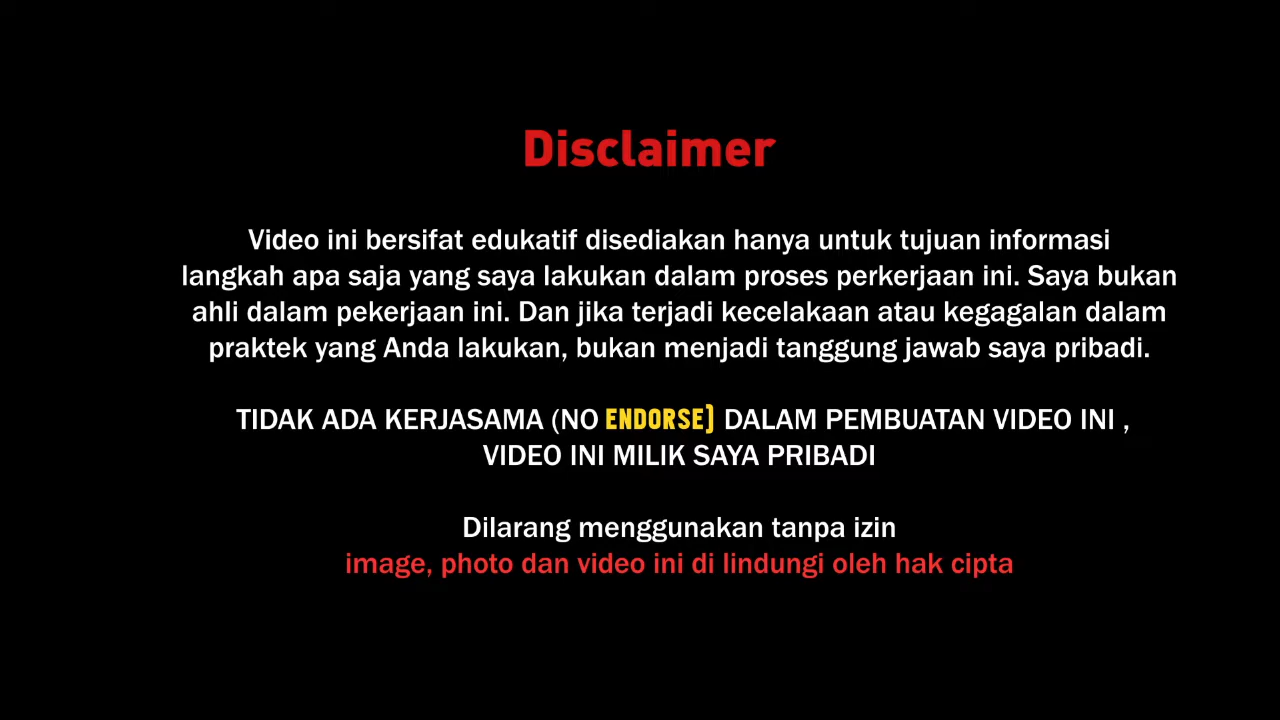 Disclaimer
Video ini bersifat edukatif disediakan hanya untuk tujuan informasi
langkah apa saja yang saya lakukan dalam proses perkerjaan ini. Saya bukan
ahli dalam pekerjaan ini. Dan jika terjadi kecelakaan atau kegagalan dalam
praktek yang Anda lakukan, bukan menjadi tanggung jawab saya pribadi.
TIDAK ADA KERJASAMA (NO ENDORSE) DALAM PEMBUATAN VIDEO INI ,
VIDEO INI MILIK SAYA PRIBADI
Dilarang menggunakan tanpa izin
image, photo dan video ini di lindungi oleh hak cipta